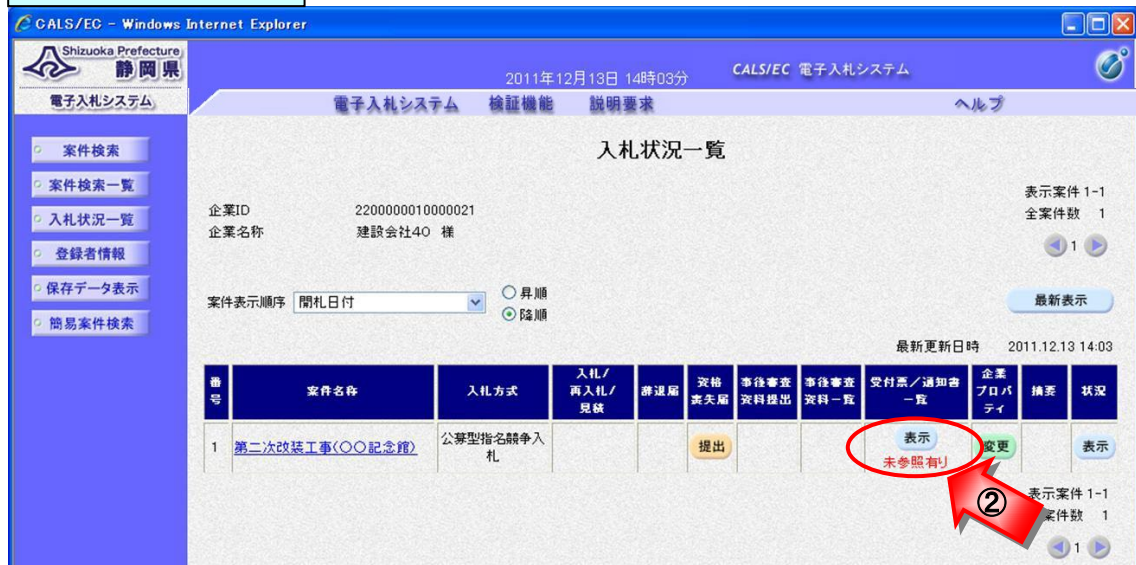 CALS/EC - Windows Internet Explorer
Shizuoka Prefecture
静岡県
2011年12月13日 14時03分
CALS/EC 電子入札システム
電子入札システム
電子入札システム 検証機能 説明要求
ヘルプ
案件検索
案件検索一覧
入札状況一覧
登録者情報
保存データ表示
簡易案件検索
入札状況一覧
表示案件 1-1
全案件数 1
1
企業ID 2200000010000021
企業名称 建設会社40 様
案件表示順序 開札日付
昇順
降順
最新表示
最新更新日時 2011.12.13 14:03
番号 案件名称 入札方式 入札/再入札/見積 辞退届 資格喪失届 事後審査資料提出 事後審査資料一覧 受付票/通知書一覧 企業プロパティ 摘要 状況
1 第二次改装工事(〇〇記念館) 公募型指名競争入札 提出 表示 変更 表示
未参照有り
②
表示案件 1-1
案件数 1
1